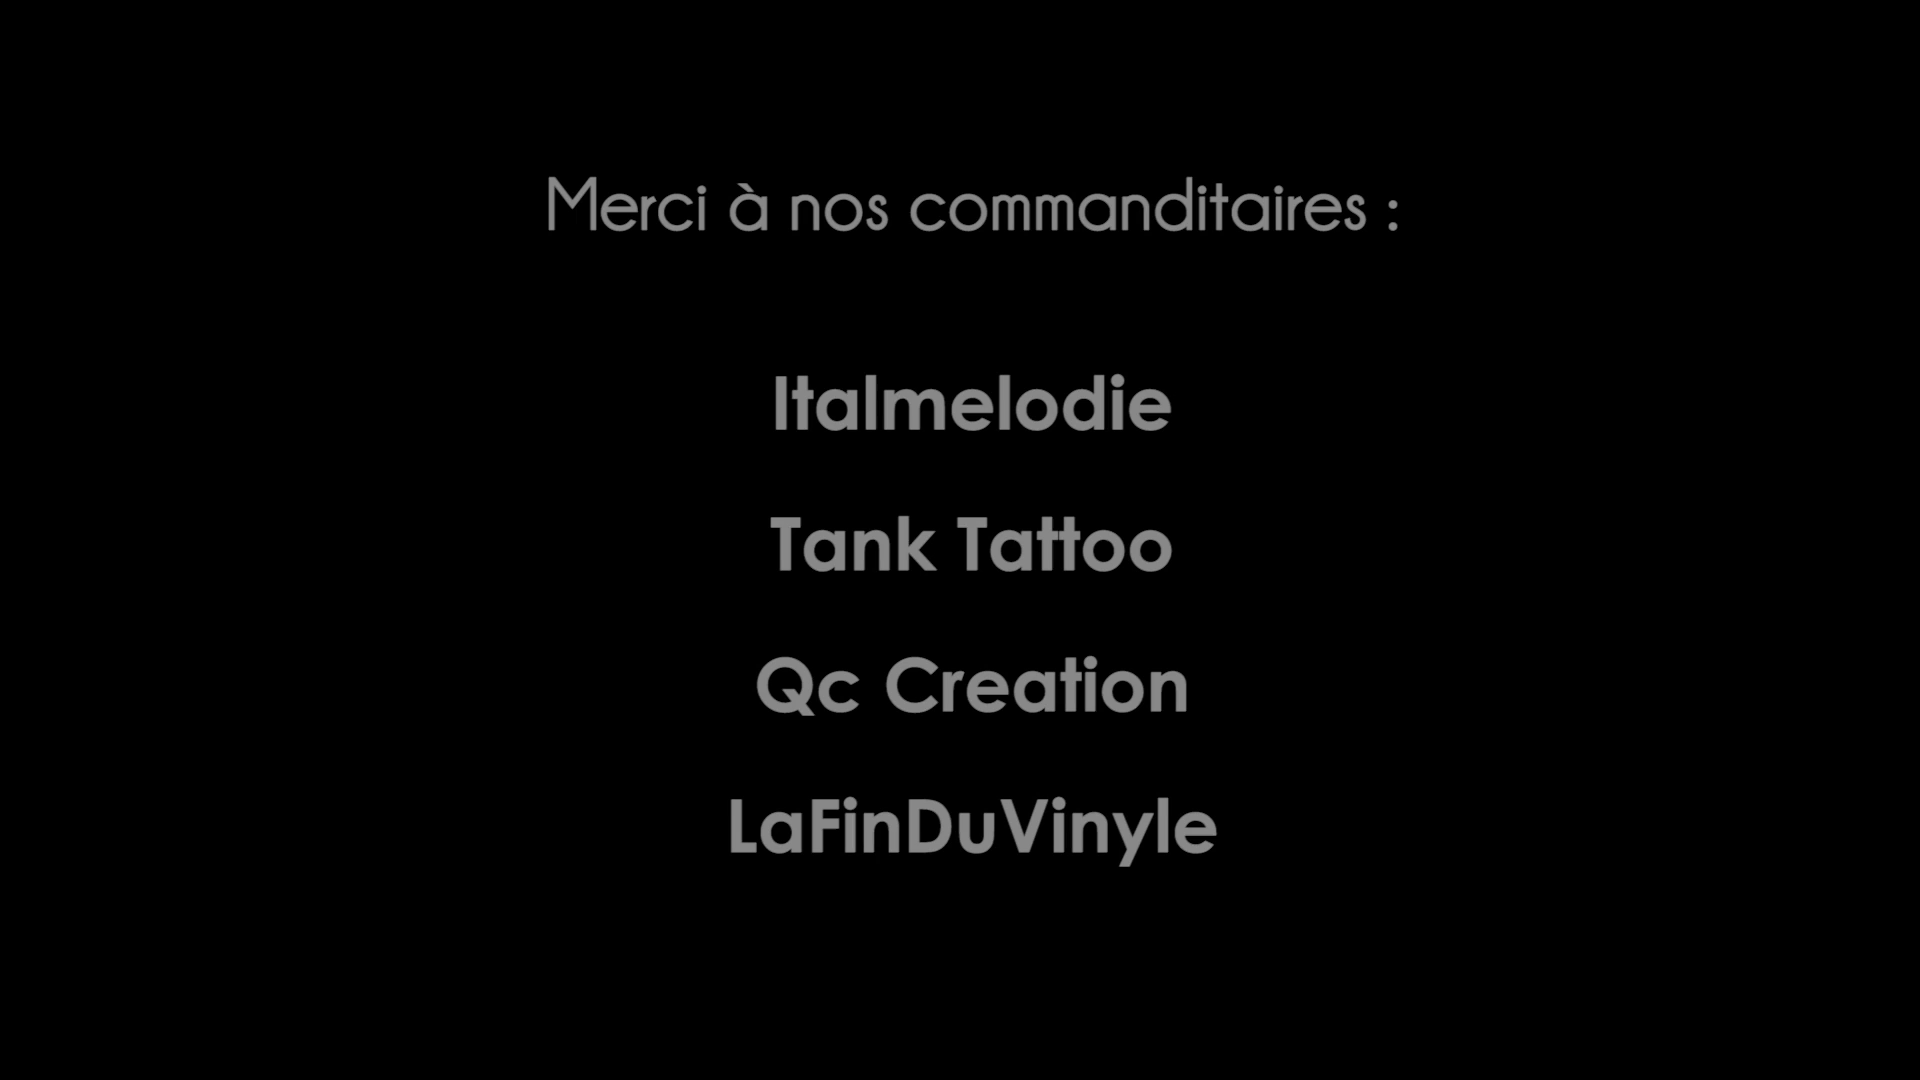 Merci à nos commanditaires :
Italmelodie
Tank Tattoo
Qc Creation
LaFinDuVinyle